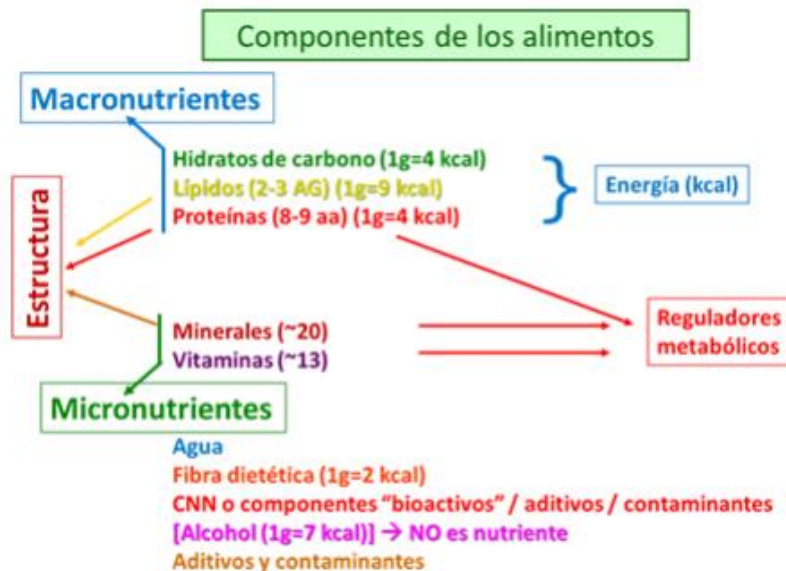 Componentes de los alimentos
Macronutrientes
Hidratos de carbono (1g=4 kcal)
Lípidos (2-3 AG) (1g=9 kcal)
Proteínas (8-9 aa) (1g=4 kcal)
Energía (kcal)
Estructura
Minerales (~20)
Vitaminas (~13)
Reguladores
metabólicos
Micronutrientes
Agua
Fibra dietética (1g=2 kcal)
CNN o componentes “bioactivos” / aditivos / contaminantes
[Alcohol (1g=7 kcal)] → NO es nutriente
Aditivos y contaminantes